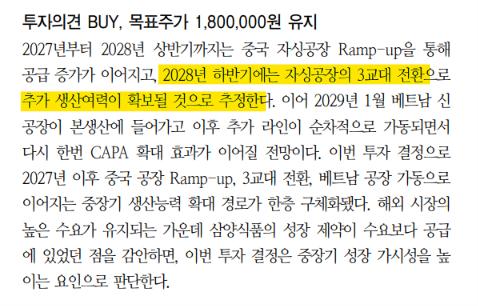 투자의견 BUY, 목표주가 1,800,000원 유지
2027년부터 2028년 상반기까지는 중국 자싱공장 Ramp-up을 통해
공급 증가가 이어지고, 2028년 하반기에는 자싱공장의 3교대 전환으로
추가 생산여력이 확보될 것으로 추정한다. 이어 2029년 1월 베트남 신
공장이 본생산에 들어가고 이후 추가 라인이 순차적으로 가동되면서
다시 한번 CAPA 확대 효과가 이어질 전망이다. 이번 투자 결정으로
2027년 이후 중국 공장 Ramp-up, 3교대 전환, 베트남 공장 가동으로
이어지는 중장기 생산능력 확대 경로가 한층 구체화됐다. 해외 시장의
높은 수요가 유지되는 가운데 삼양식품의 성장 제약이 수요보다 공급
에 있었던 점을 감안하면, 이번 투자 결정은 중장기 성장 가시성을 높
이는 요인으로 판단한다.